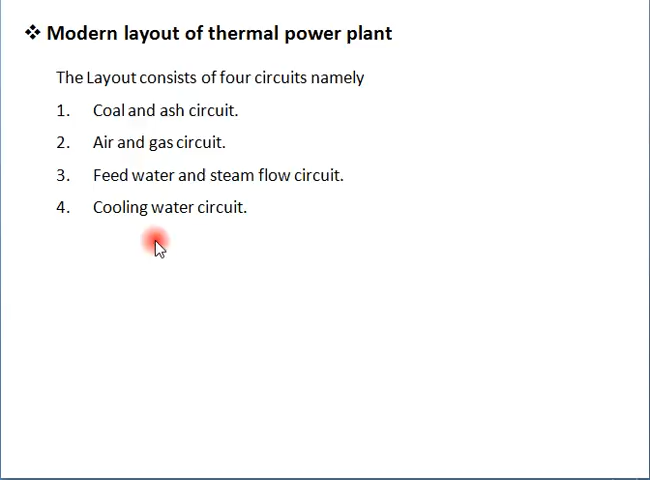 ❖ Modern layout of thermal power plant
The Layout consists of four circuits namely
1. Coal and ash circuit.
2. Air and gas circuit.
3. Feed water and steam flow circuit.
4. Cooling water circuit.